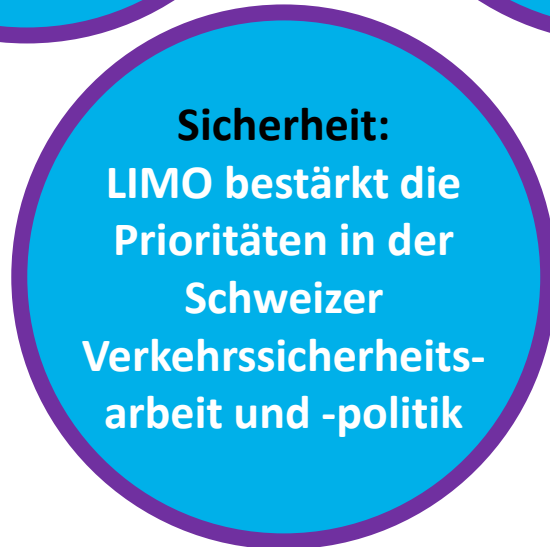 Sicherheit:
LIMO bestärkt die
Prioritäten in der
Schweizer
Verkehrssicherheits-
arbeit und -politik